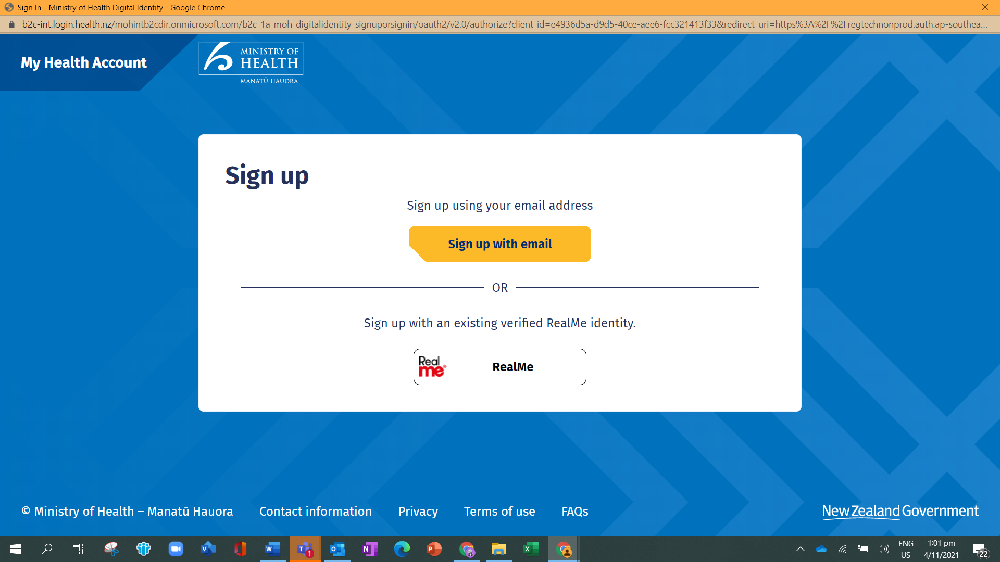 Sign In - Ministry of Health Digital Identity - Google Chrome
b2c-int.login.health.nz/mohintb2cdir.onmicrosoft.com/b2c_1a_moh_digitalidentity_signuporsignin/oauth2/v2.0/authorize?client_id=e4936d5a-d9d5-40ce-aee6-fcc321413f33&redirect_uri=https%3A%2F%2Fregtechnonprod.auth.ap-southea...
My Health Account
MINISTRY OF
HEALTH
MANATŪ HAUORA
Sign up
Sign up using your email address
Sign up with email
OR
Sign up with an existing verified RealMe identity.
Real
me®
RealMe
© Ministry of Health – Manatū Hauora Contact information Privacy Terms of use FAQs
New Zealand Government
ENG
US
1:01 pm
4/11/2021
22
1